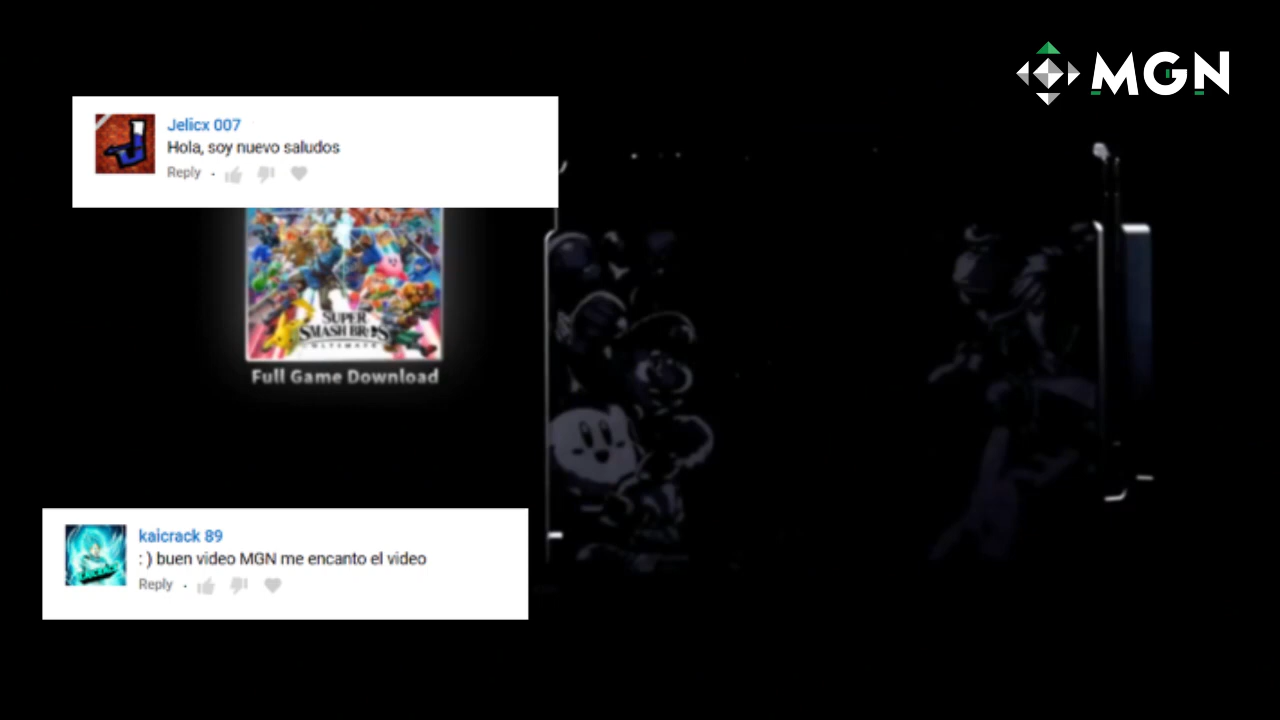 MGN
Jelicx 007
Hola, soy nuevo saludos
Reply
SUPER
SMASH BROS
ULTIMATE
Full Game Download
kaicrack 89
: ) buen video MGN me encanto el video
Reply